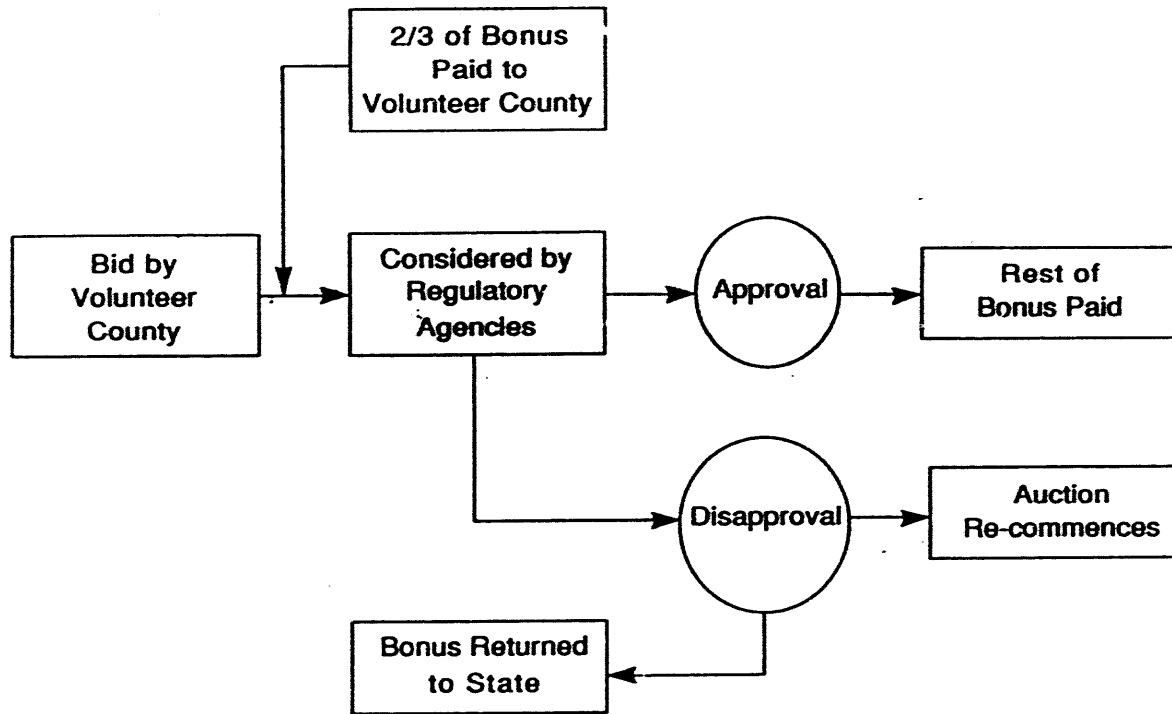 2/3 of Bonus
Paid to
Volunteer County
Bid by
Volunteer
County
Considered by
Regulatory
Agencies
Approval
Rest of
Bonus Paid
Disapproval
Auction
Re-commences
Bonus Returned
to State